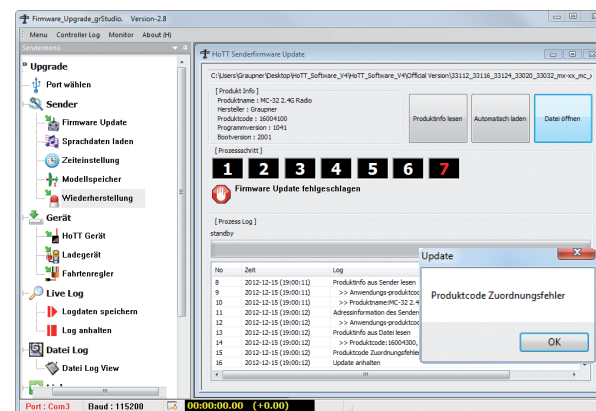 Firmware_Upgrade_grStudio. Version-2.8
Menu Controller Log Monitor About (H)
Sendermenü
Upgrade
Port wählen
Sender
Firmware Update
Sprachdaten laden
Zeiteinstellung
Modellspeicher
Wiederherstellung
Gerät
HoTT Gerät
Ladegerät
Fahrtenregler
Live Log
Logdaten speichern
Log anhalten
Datei Log
Datei Log View
Port : Com3 Baud : 115200 00:00:00.00 (+0.00)
HoTT Senderfirmware Update
C:\Users\Graupner\Desktop\HOTT_Software_V4\HoTT_Software_V4\Official Version\33112_33116_33124_33020_33032_mx-xx_mc_
[ Produkt Info ]
Produktname : MC-32 2.4G Radio
Hersteller : Graupner
Produktcode : 16004100
Programmversion : 1041
Bootversion : 2001
Produktinfo lesen
Automatisch laden
Datei öffnen
[ Prozessschritt ]
1 2 3 4 5 6 7
Firmware Update fehlgeschlagen
[ Prozess Log ]
standby
No Zeit Log
8 2012-12-15 (19:00:11) Produktinfo aus Sender lesen
9 2012-12-15 (19:00:11) >> Anwendungs-produktcoc
10 2012-12-15 (19:00:11) >> Produktname:MC-32 2.4
11 2012-12-15 (19:00:12) Adressinformation des Senders
12 2012-12-15 (19:00:12) >> Anwendungs-produktcoc
13 2012-12-15 (19:00:12) Produktinfo aus Datei lesen
14 2012-12-15 (19:00:12) >> Produktcode:16004300,
15 2012-12-15 (19:00:12) Produktcode Zuordnungsfehler
16 2012-12-15 (19:00:12) Update anhalten
Update
Produktcode Zuordnungsfehler
OK